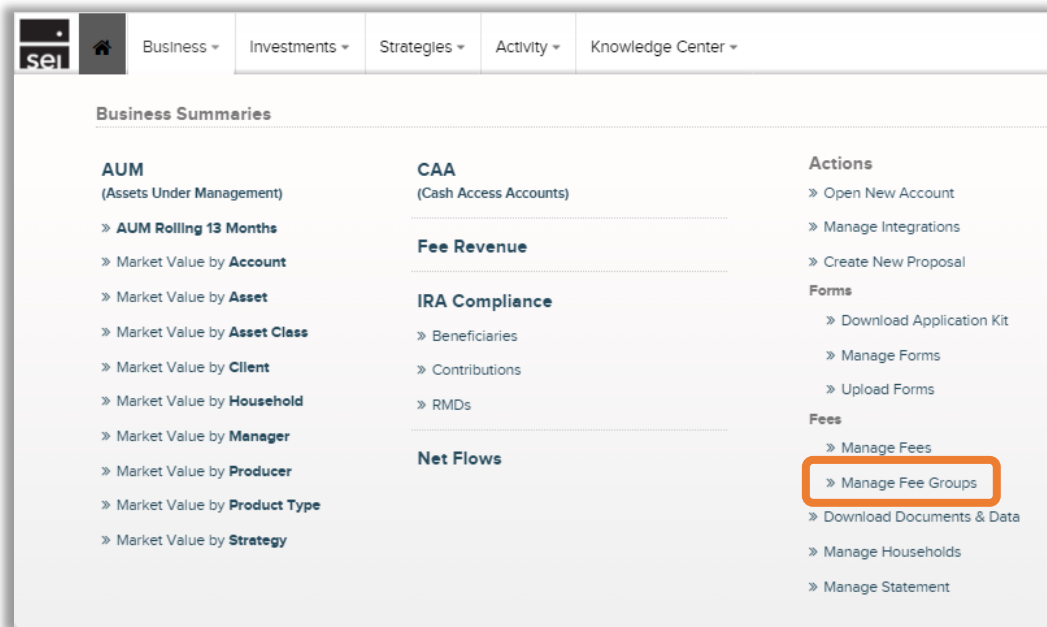 sei
Business
Investments
Strategies
Activity
Knowledge Center
Business Summaries
AUM
(Assets Under Management)
» AUM Rolling 13 Months
» Market Value by Account
» Market Value by Asset
» Market Value by Asset Class
» Market Value by Client
» Market Value by Household
» Market Value by Manager
» Market Value by Producer
» Market Value by Product Type
» Market Value by Strategy
CAA
(Cash Access Accounts)
Fee Revenue
IRA Compliance
» Beneficiaries
» Contributions
» RMDs
Net Flows
Actions
» Open New Account
» Manage Integrations
» Create New Proposal
Forms
» Download Application Kit
» Manage Forms
» Upload Forms
Fees
» Manage Fees
» Manage Fee Groups
» Download Documents & Data
» Manage Households
» Manage Statement